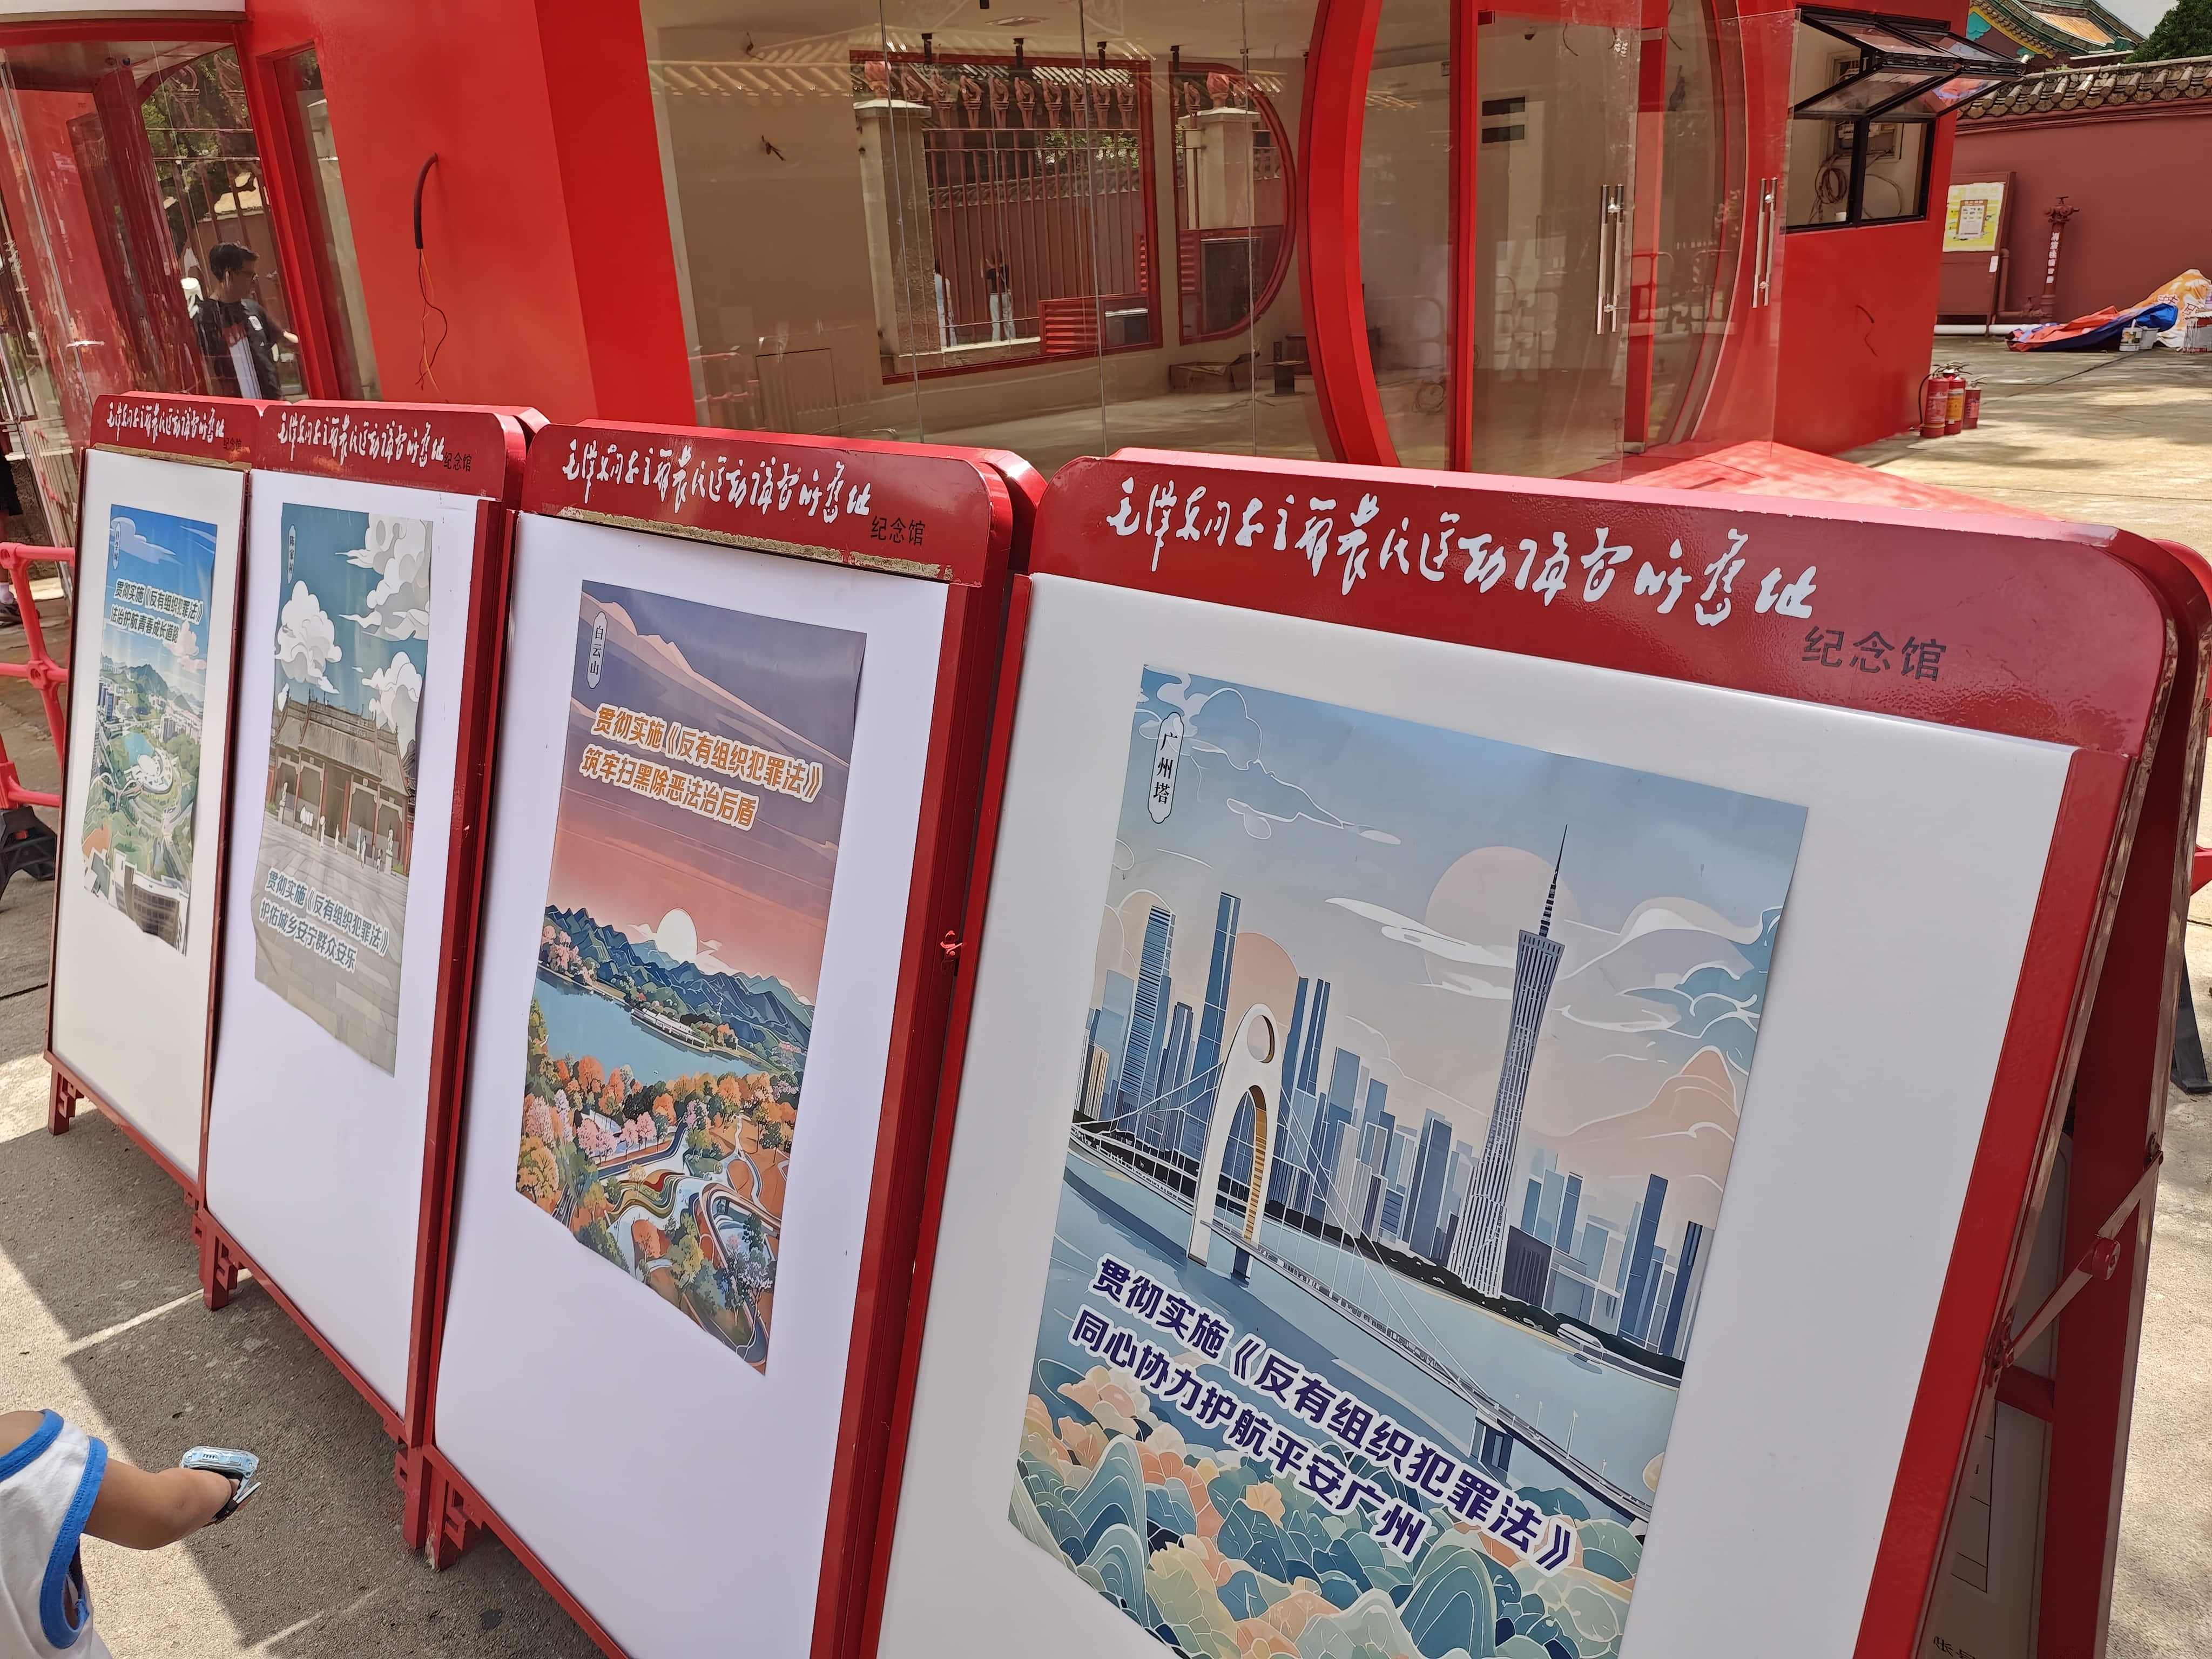 毛泽东同志主办农民运动讲习所旧址
纪念馆
贯彻实施《反有组织犯罪法》
法治护航青春成长道路
毛泽东同志主办农民运动讲习所旧址
纪念馆
陈家祠
贯彻实施《反有组织犯罪法》
护佑城乡安宁群众安乐
毛泽东同志主办农民运动讲习所旧址
纪念馆
白云山
贯彻实施《反有组织犯罪法》
筑牢扫黑除恶法治后盾
毛泽东同志主办农民运动讲习所旧址
纪念馆
广州塔
贯彻实施《反有组织犯罪法》
同心协力护航平安广州